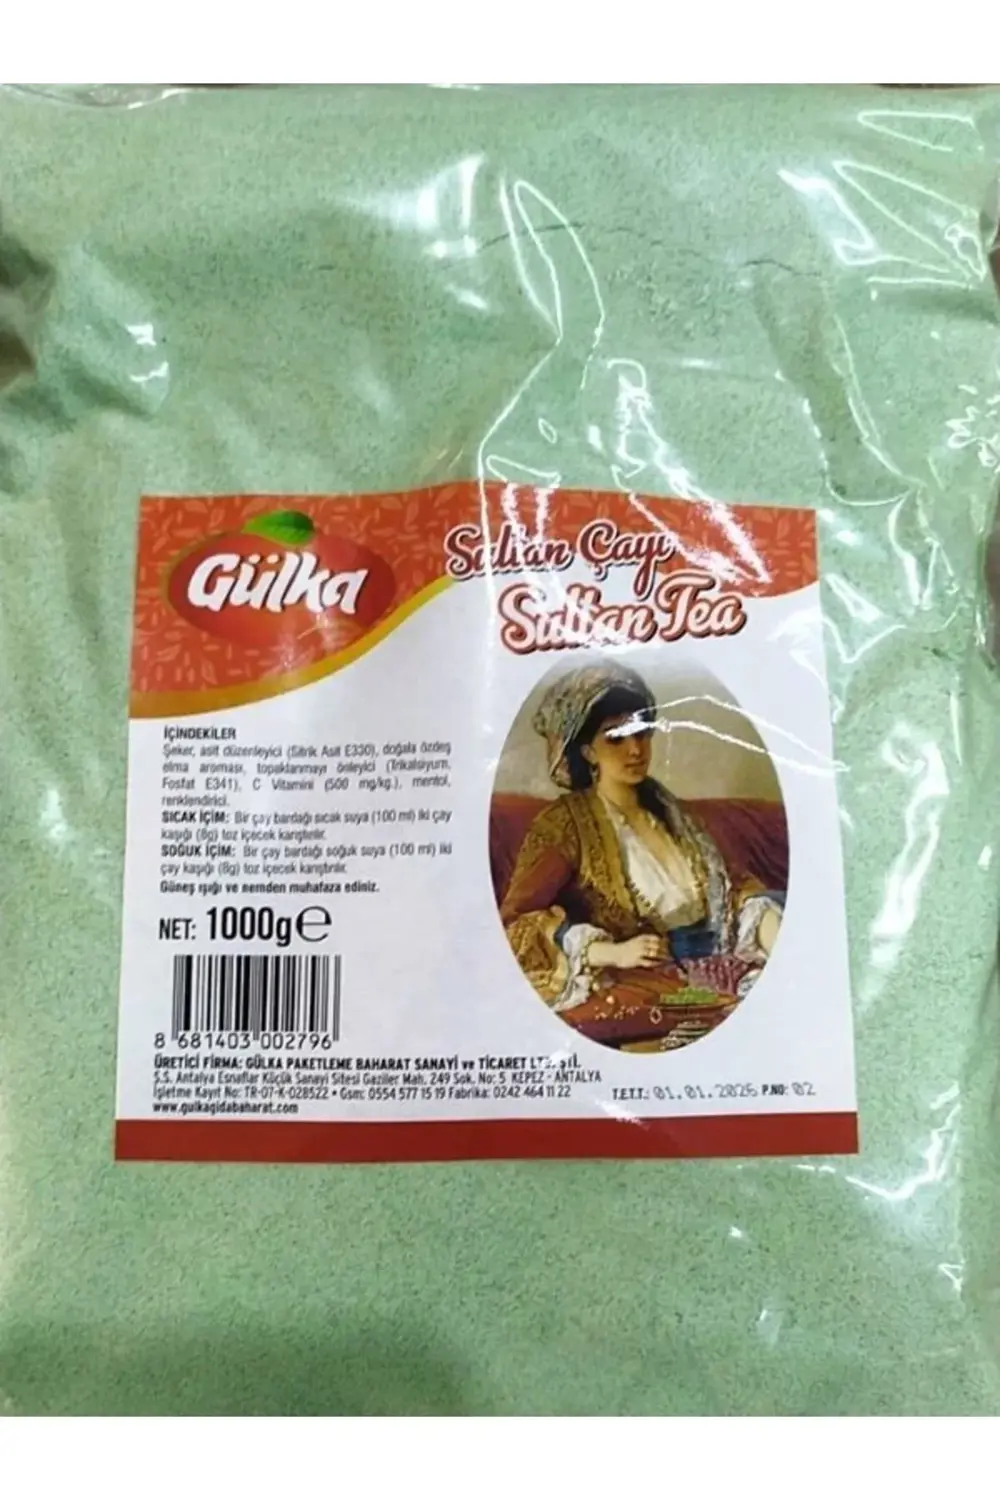 Gülka
Sultan Çayı
Sultan Tea
İÇİNDEKİLER
Şeker, asit düzenleyici (Sitrik Asit E330), doğala özdeş
elma aroması, topaklanmayı önleyici (Trikalsiyum,
Fosfat E341), C Vitamini (500 mg/kg.), mentol,
renklendirici.
SICAK İÇİM: Bir çay bardağı sıcak suya (100 ml) iki çay
kaşığı (8g) toz içecek karıştırılır.
SOĞUK İÇİM: Bir çay bardağı soğuk suya (100 ml) iki
çay kaşığı (8g) toz içecek karıştırılır.
Güneş ışığı ve nemden muhafaza ediniz.
NET: 1000g e
8 681403 002796
ÜRETİCİ FİRMA: GÜLKA PAKETLEME BAHARAT SANAYİ ve TİCARET LTD. ŞTİ.
S.S. Antalya Esnaflar Küçük Sanayi Sitesi Gaziler Mah. 249 Sok. No: 5 KEPEZ - ANTALYA
İşletme Kayıt No: TR-07-K-028522 • Gsm: 0554 577 15 19 Fabrika: 0242 464 11 22
www.gulkagidabaharat.com
T.E.T.T.: 01.01.2026 P.NO: 02